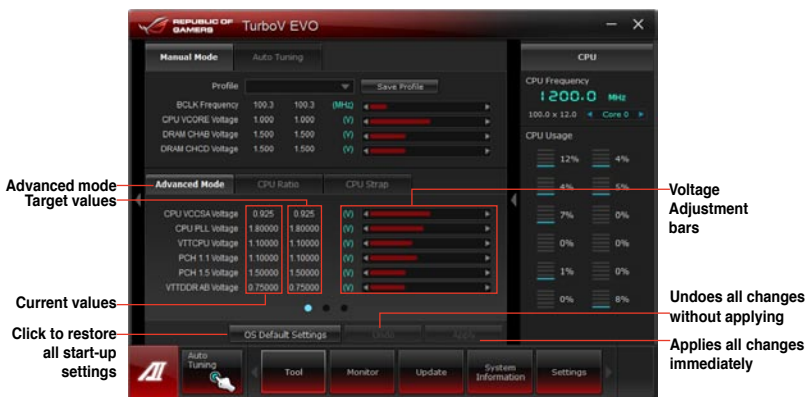 REPUBLIC OF GAMERS TurboV EVO
Manual Mode Auto Tuning
Profile Save Profile
BCLK Frequency 100.3 100.3 (MHz)
CPU VCORE Voltage 1.000 1.000 (V)
DRAM CHAB Voltage 1.500 1.500 (V)
DRAM CHCD Voltage 1.500 1.500 (V)
Advanced Mode CPU Ratio CPU Strap
CPU VCCSA Voltage 0.925 0.925 (V)
CPU PLL Voltage 1.80000 1.80000 (V)
VTTCPU Voltage 1.10000 1.10000 (V)
PCH 1.1 Voltage 1.10000 1.10000 (V)
PCH 1.5 Voltage 1.50000 1.50000 (V)
VTTDDR AB Voltage 0.75000 0.75000 (V)
OS Default Settings Undo Apply
CPU
CPU Frequency
1200.0 MHz
100.0 x 12.0 Core 0
CPU Usage
12% 4%
4% 5%
7% 0%
0% 0%
1% 0%
0% 8%
Auto Tuning
Tool
Monitor
Update
System Information
Settings
Advanced mode
Target values
Current values
Click to restore
all start-up
settings
Voltage
Adjustment
bars
Undoes all changes
without applying
Applies all changes
immediately